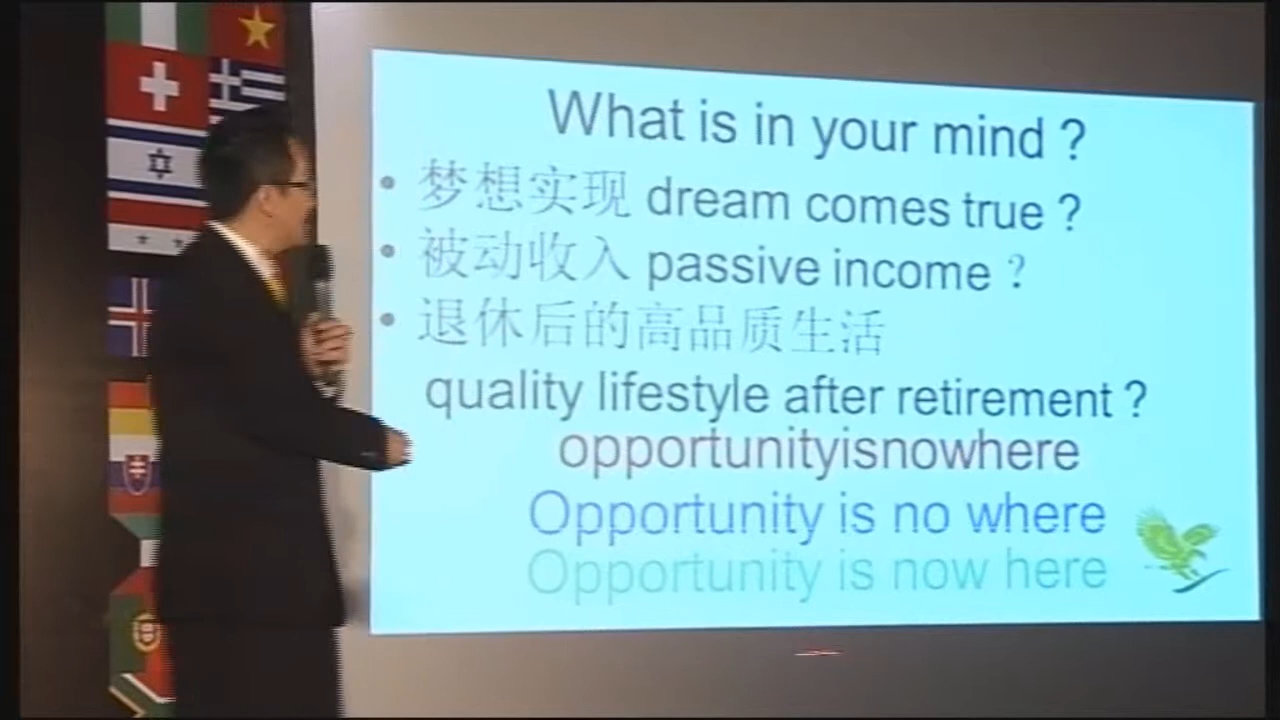 What is in your mind ?
• 梦想实现 dream comes true ?
• 被动收入 passive income ?
• 退休后的高品质生活
quality lifestyle after retirement ?
opportunityisnowhere
Opportunity is no where
Opportunity is now here